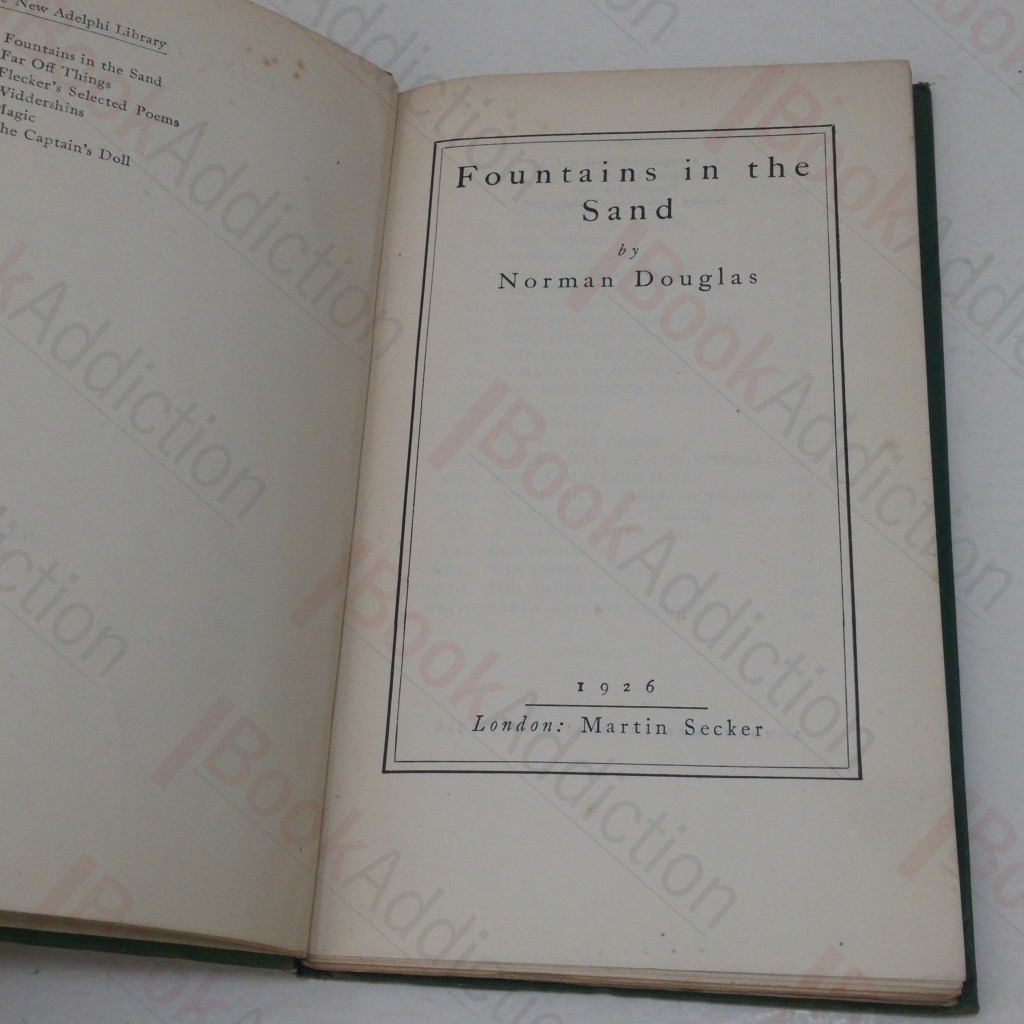 New Adelphi Library
Fountains in the Sand
Far Off Things
Flecker's Selected Poems
Widdershins
Magic
The Captain's Doll
Fountains in the
Sand
by
Norman Douglas
1926
London: Martin Secker
BookAddiction